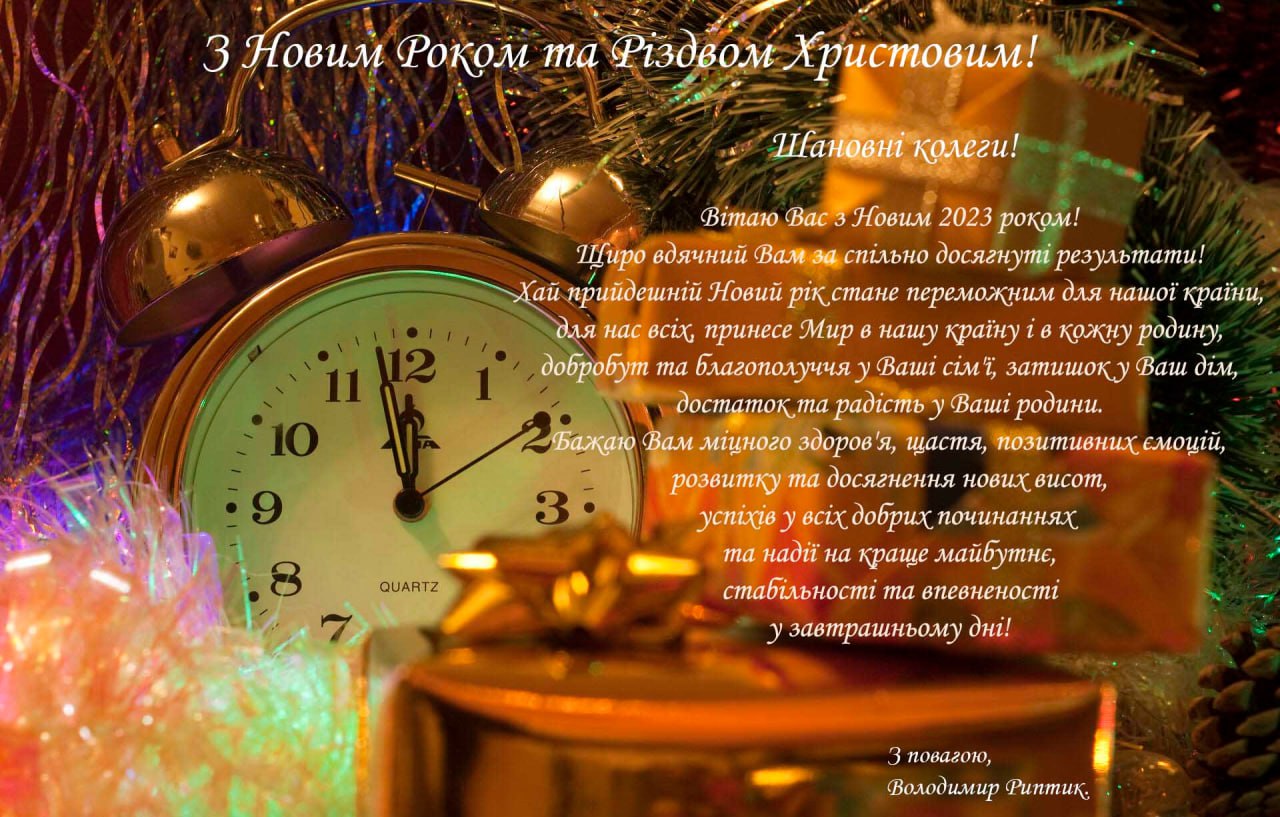 З Новим Роком та Різдвом Христовим!
Шановні колеги!
Вітаю Вас з Новим 2023 роком!
Щиро вдячний Вам за спільно досягнуті результати!
Хай прийдешній Новий рік стане переможним для нашої країни,
для нас всіх, принесе Мир в нашу країну і в кожну родину,
добробут та благополуччя у Ваші сім'ї, затишок у Ваш дім,
достаток та радість у Ваші родини.
Бажаю Вам міцного здоров'я, щастя, позитивних ємоцій,
розвитку та досягнення нових висот,
успіхів у всіх добрих починаннях
та надії на краще майбутнє,
стабільності та впевненості
у завтрашньому дні!
З повагою,
Володимир Риптик.
12
11 1
10 2
9 3
8
7
QUARTZ